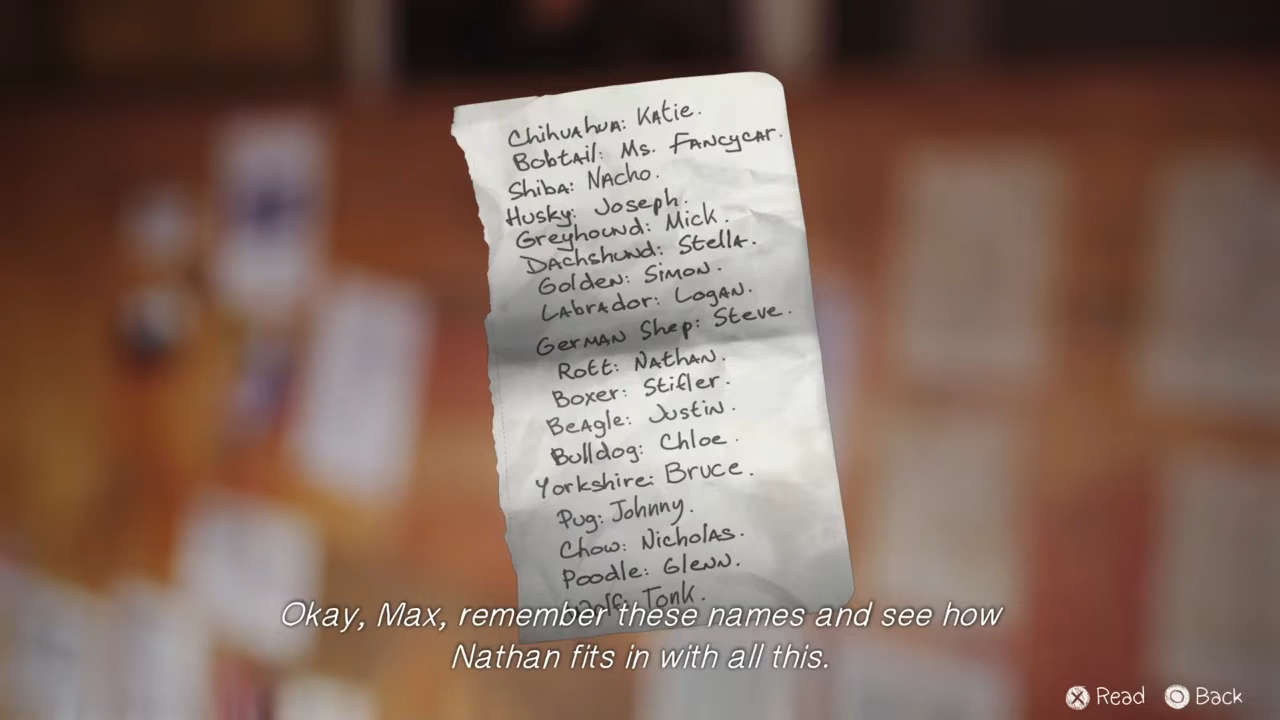 Chihuahua: Katie.
Bobtail: Ms. Fancycar.
Shiba: Nacho.
Husky: Joseph.
Greyhound: Mick.
Dachshund: Stella.
Golden: Simon.
Labrador: Logan.
German Shep: Steve.
Rott: Nathan.
Boxer: Stifler.
Beagle: Justin.
Bulldog: Chloe.
Yorkshire: Bruce.
Pug: Johnny.
Chow: Nicholas.
Poodle: Glenn.
Tonk.
Okay, Max, remember these names and see how
Nathan fits in with all this.
Read Back